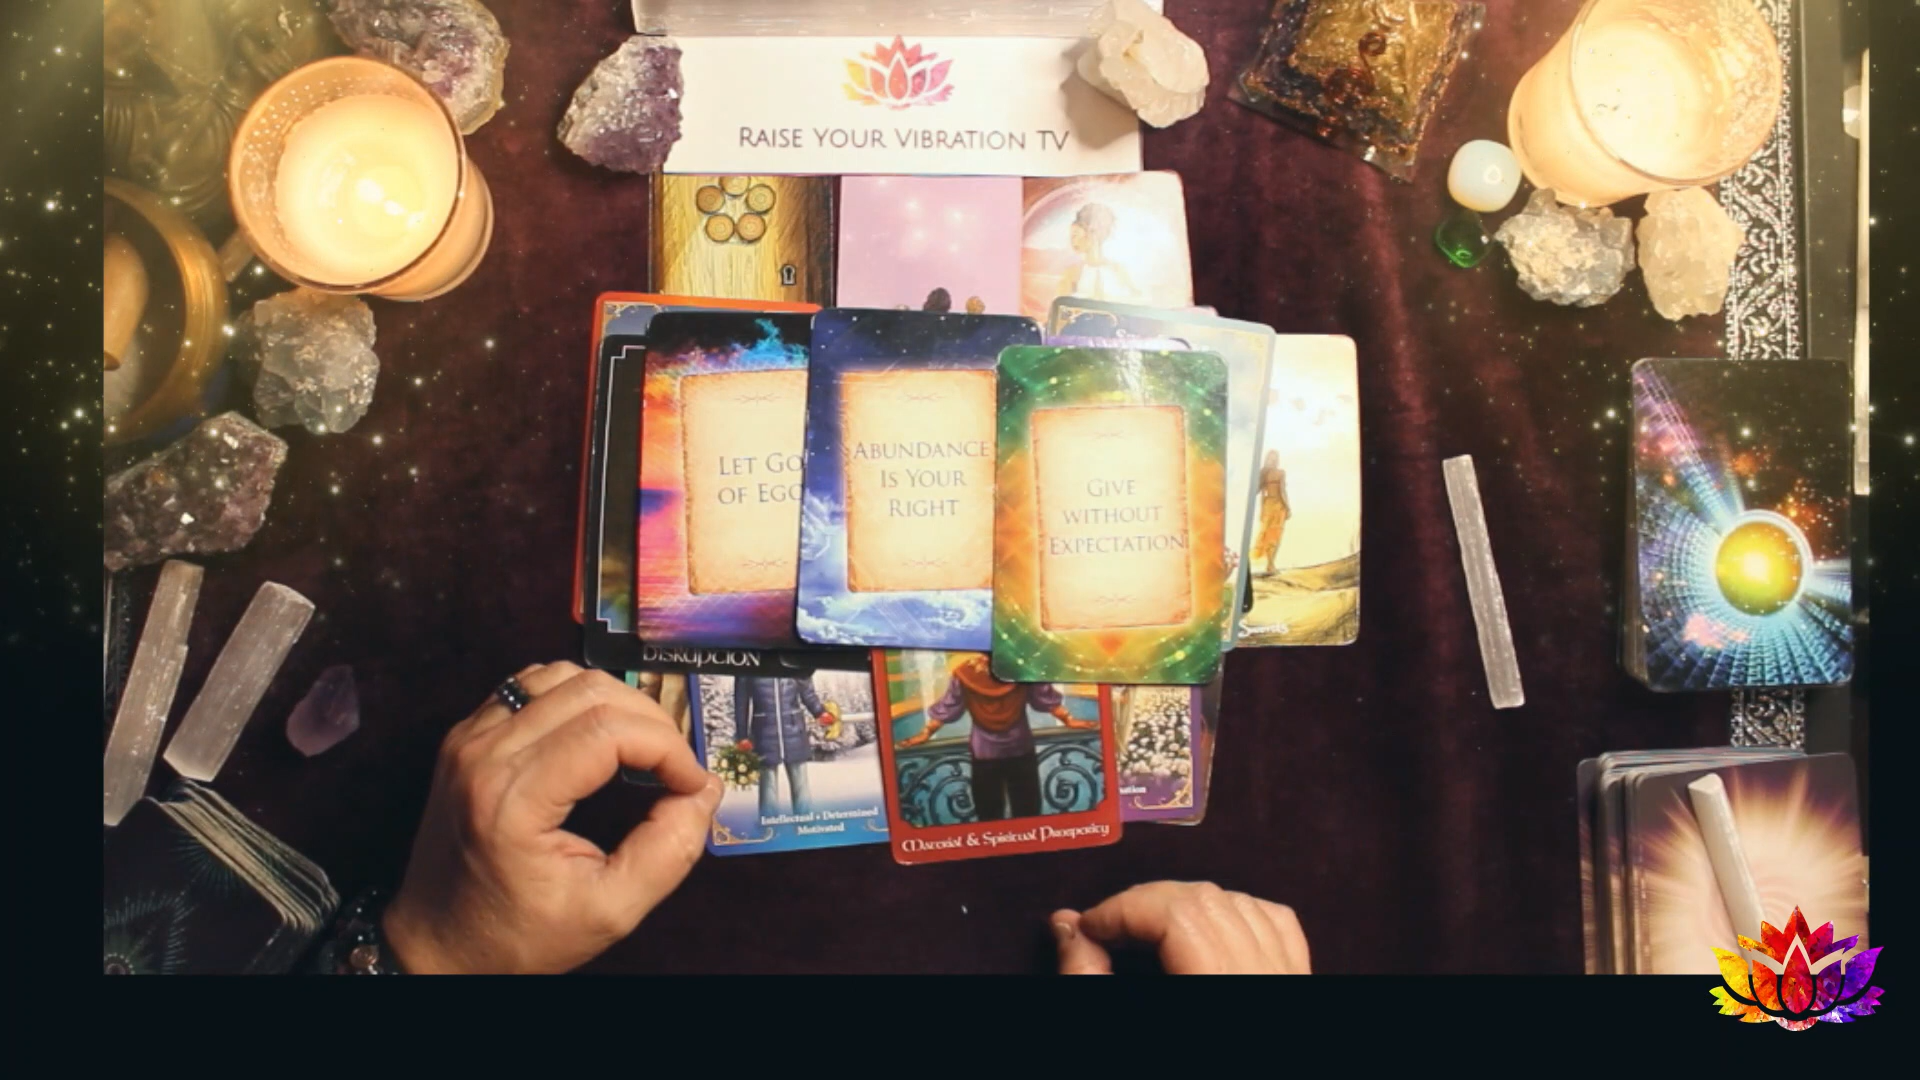 RAISE YOUR VIBRATION TV
LET GO
OF EGO
ABUNDANCE
IS YOUR
RIGHT
GIVE
WITHOUT
EXPECTATION
DISRUPCION
Intellectual • Determined
Motivated
Material & Spiritual Prosperity